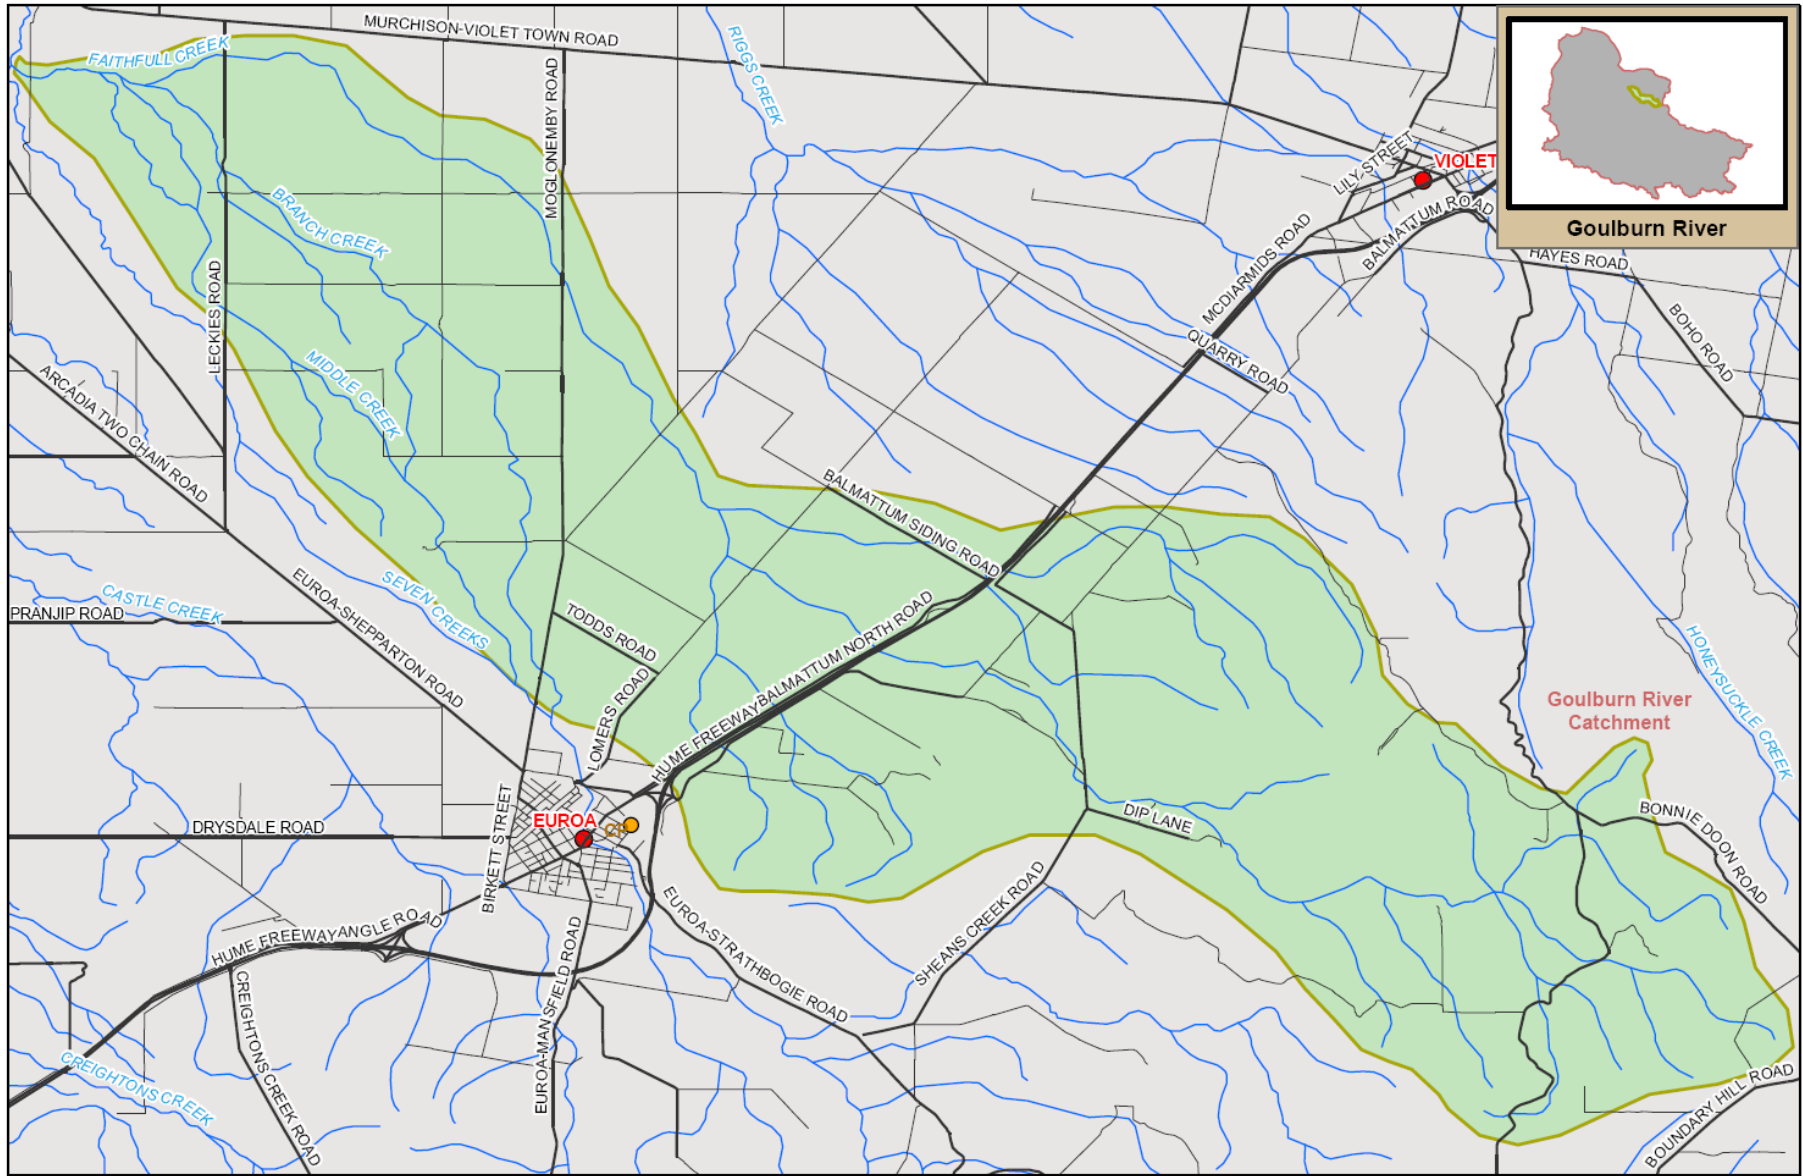 MURCHISON-VIOLET TOWN ROAD
FAITHFULL CREEK
RIGGS CREEK
MOGLONEMBY ROAD
LILY STREET
VIOLET
BALMATTUM ROAD
Goulburn River
HAYES ROAD
BRANCH CREEK
LECKIES ROAD
MCDIARMIDS ROAD
QUARRY ROAD
BOHO ROAD
MIDDLE CREEK
ARCADIA TWO CHAIN ROAD
BALMATTUM SIDING ROAD
SEVEN CREEKS
EUROA-SHEPPARTON ROAD
CASTLE CREEK
PRANJIP ROAD
TODDS ROAD
LOMERS ROAD
HUME FREEWAY
BALMATTUM NORTH ROAD
HONEYSUCKLE CREEK
Goulburn River
Catchment
BIRKETT STREET
EUROA
DRYSDALE ROAD
DIP LANE
BONNIE DOON ROAD
EUROA-STRATHBOGIE ROAD
SHEANS CREEK ROAD
HUME FREEWAY
ANGLE ROAD
EUROA-MANSFIELD ROAD
CREIGHTONS CREEK ROAD
CREIGHTONS CREEK
BOUNDARY HILL ROAD